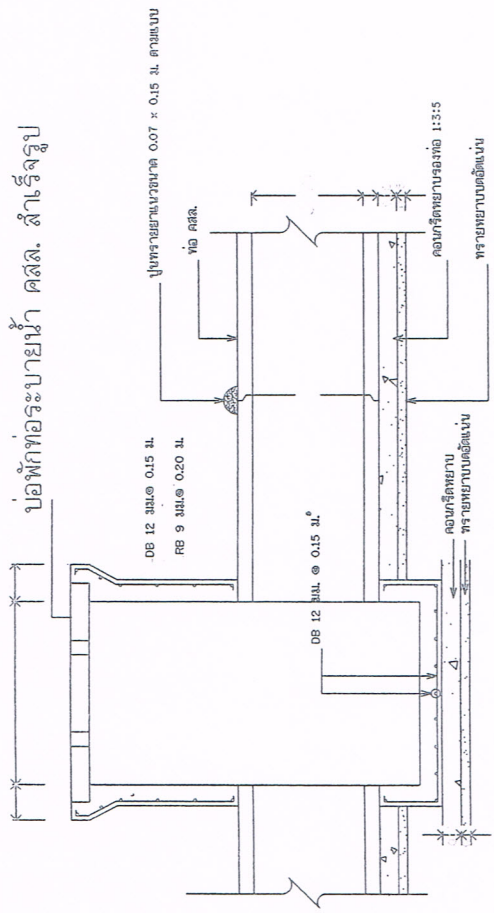 บ่อพักท่อระบายน้ำ คสล. สำเร็จรูป
ปูนทรายยาแนวขนาด 0.07 x 0.15 ม. ตามแบบ
ท่อ คสล.
DB 12 มม.@ 0.15 ม.
RB 9 มม.@ 0.20 ม.
DB 12 มม. @ 0.15 ม.
คอนกรีตหยาบรองท่อ 1:3:5
ทรายหยาบบดอัดแน่น
คอนกรีตหยาบ
ทรายหยาบบดอัดแน่น